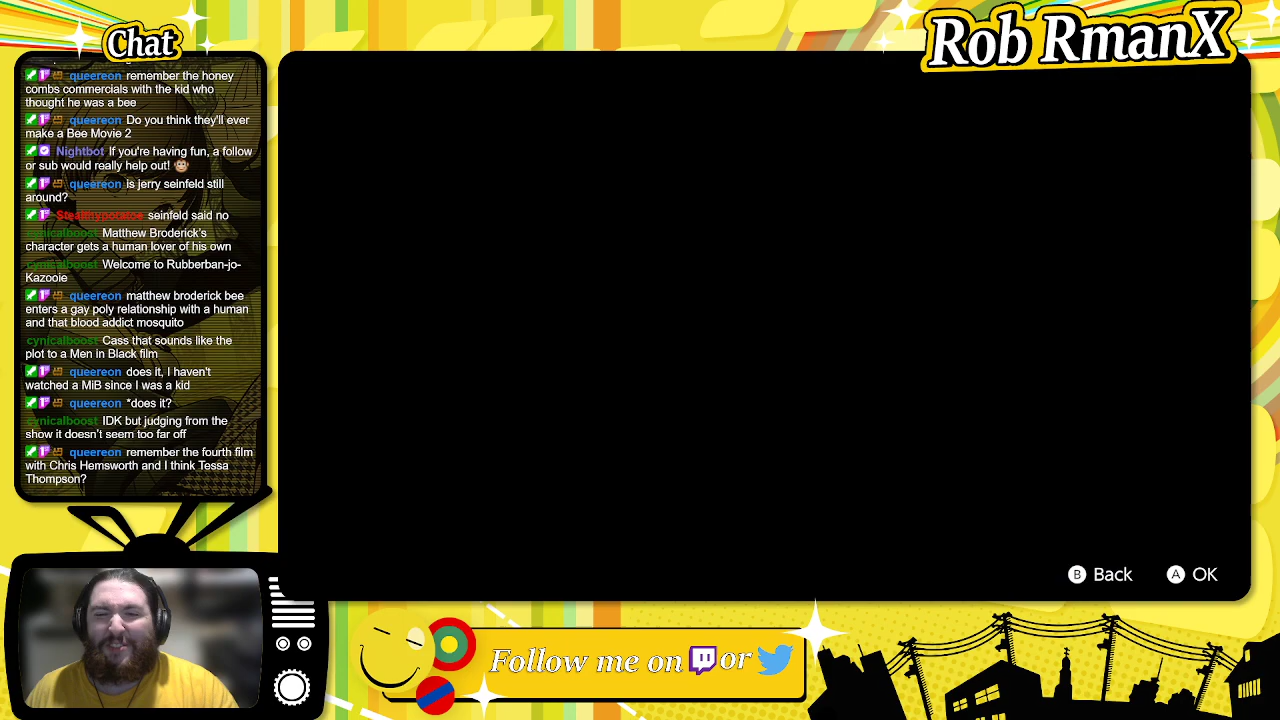 Chat
Rob RmanX
queereon remember the honey
combs commercials with the kid who
thought he was a bee
queereon Do you think they'll ever
make a Bee Movie 2
Nightbot If you're having fun, a follow
or sub would really help out!
queereon Is jerry seinfeld still
around?
Stealthypotatoe seinfeld said no
cynicalboost Matthew Broderick's
character gets a human lover of his own
cynicalboost Welcome to Rubberban-jo-
Kazooie
queereon matthew broderick bee
enters a gay poly relationship with a human
and that blood addict mosquito
cynicalboost Cass that sounds like the
plot to a Men in Black film
queereon does it, I haven't
watched a MiB since I was a kid
queereon *does it?
cynicalboost IDK but judging from the
show it doesn't seem too far off
queereon remember the fourth film
with Chris Hemsworth and I think Tessa
Thompson?
B Back A OK
Follow me on or